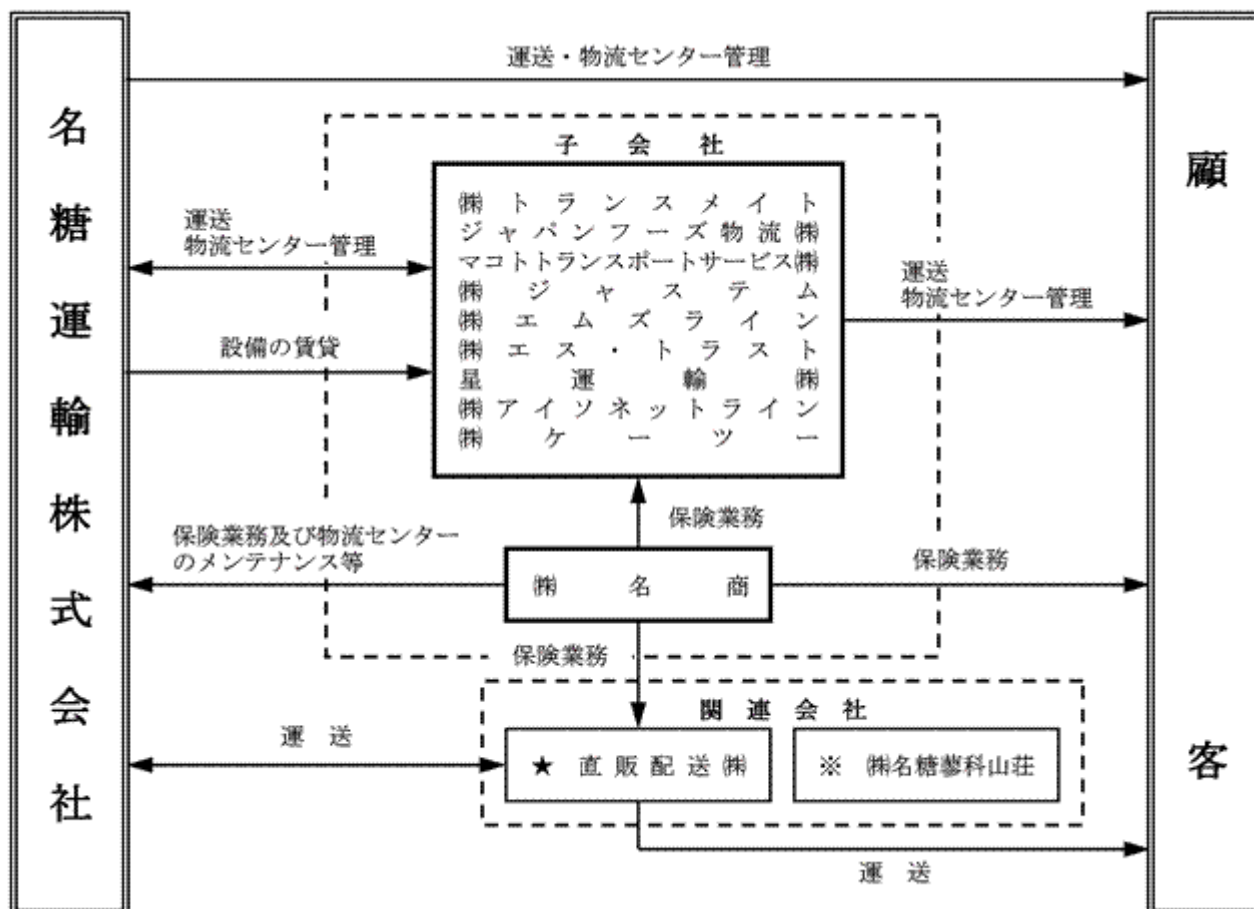 名糖運輸株式会社
運送・物流センター管理
顧客
子会社
㈱トランスメイト
ジャパンフーズ物流㈱
マコトトランスポートサービス㈱
㈱ジャステム
㈱エムズライン
㈱エス・トラスト
星運輸㈱
㈱アイソネットライン
㈱ケーツー
運送
物流センター管理
設備の賃貸
運送
物流センター管理
保険業務
保険業務及び物流センター
のメンテナンス等
㈱名商
保険業務
保険業務
関連会社
運送
★ 直販配送㈱
※ ㈱名糖蓼科山荘
運送